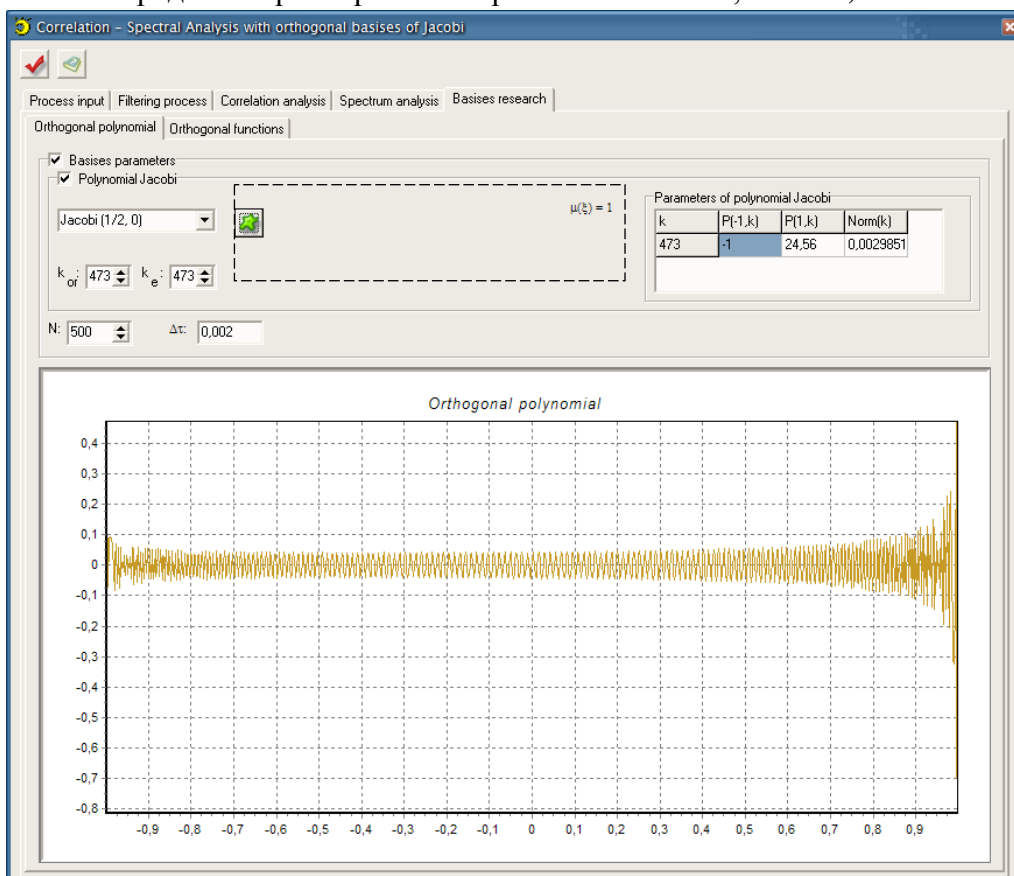 Correlation - Spectral Analysis with orthogonal basises of Jacobi
Process input Filtering process Correlation analysis Spectrum analysis Basises research
Orthogonal polynomial Orthogonal functions
Basises parameters
Polynomial Jacobi
Jacobi (1/2, 0)
μ(ξ) = 1
Parameters of polynomial Jacobi
k P(-1,k) P(1,k) Norm(k)
473 -1 24,56 0,0029851
k or: 473 k e: 473
N: 500 Δτ: 0,002
Orthogonal polynomial
0,4
0,3
0,2
0,1
0
-0,1
-0,2
-0,3
-0,4
-0,5
-0,6
-0,7
-0,8
-0,9 -0,8 -0,7 -0,6 -0,5 -0,4 -0,3 -0,2 -0,1 0 0,1 0,2 0,3 0,4 0,5 0,6 0,7 0,8 0,9